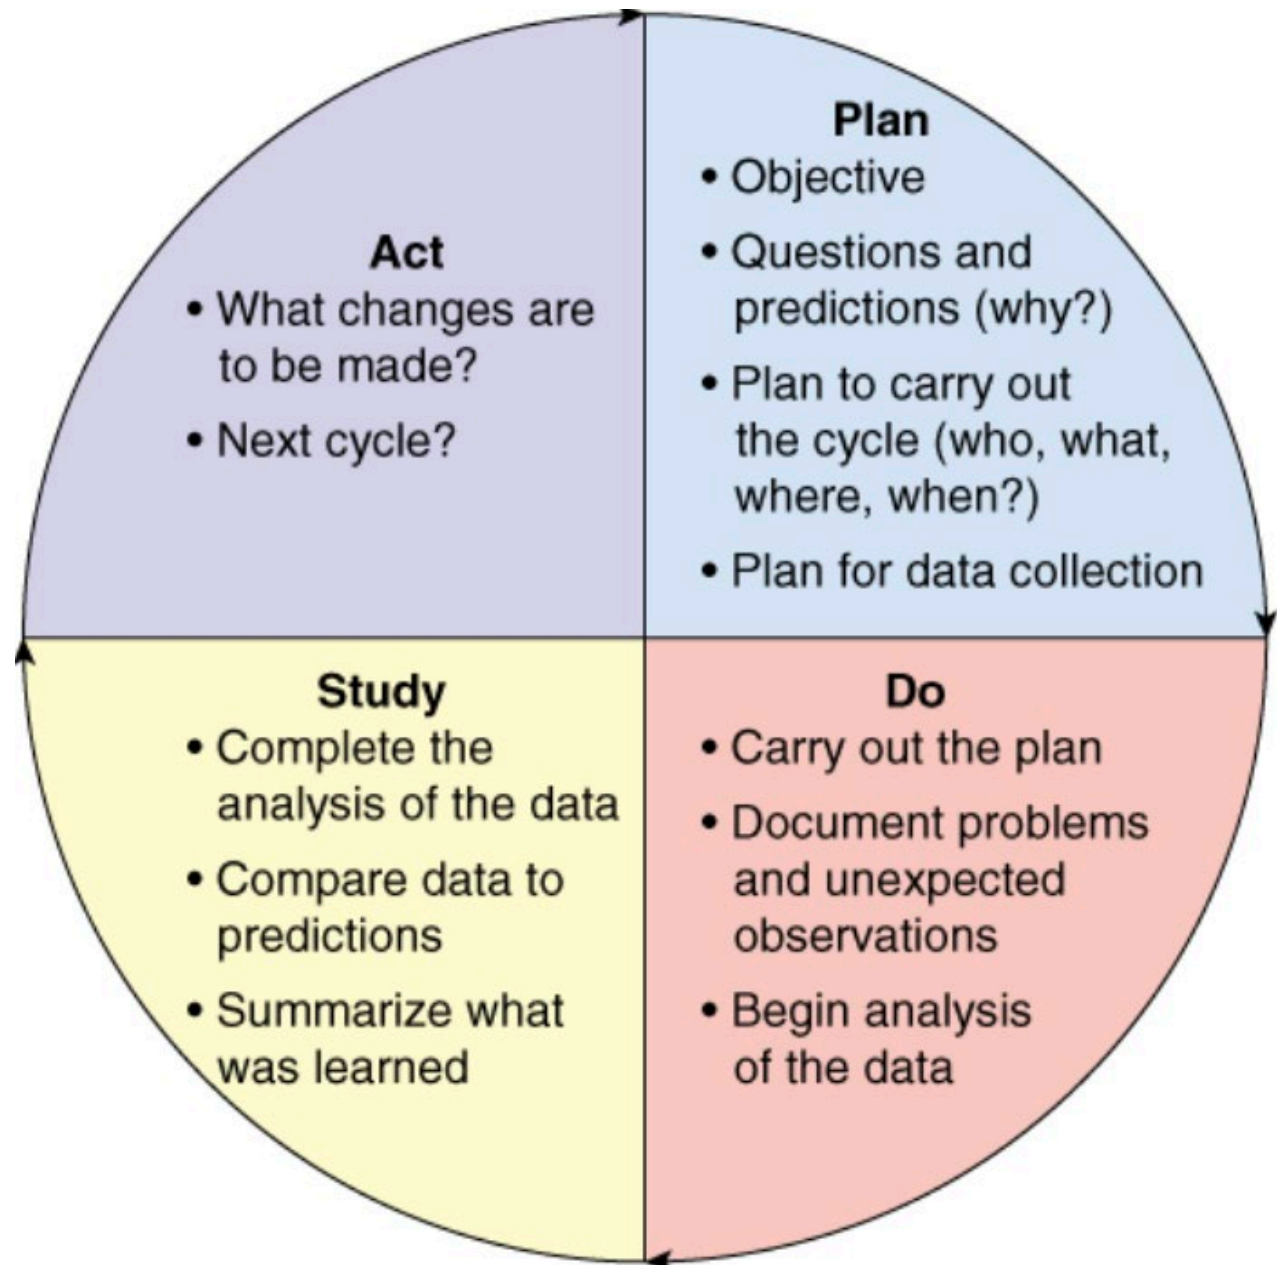 Plan
• Objective
• Questions and
predictions (why?)
• Plan to carry out
the cycle (who, what,
where, when?)
• Plan for data collection
Do
• Carry out the plan
• Document problems
and unexpected
observations
• Begin analysis
of the data
Study
• Complete the
analysis of the data
• Compare data to
predictions
• Summarize what
was learned
Act
• What changes are
to be made?
• Next cycle?